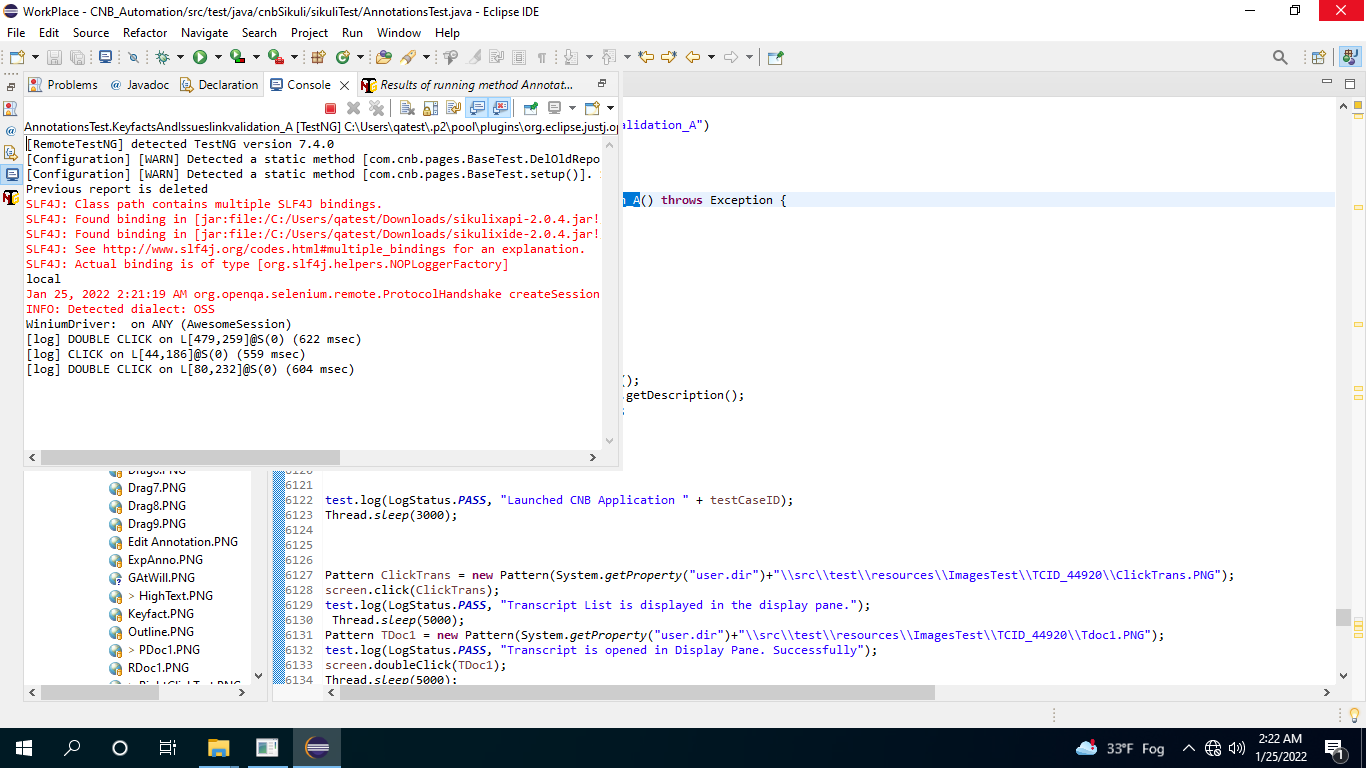 WorkPlace - CNB_Automation/src/test/java/cnbSikuli/sikuliTest/AnnotationsTest.java - Eclipse IDE
File Edit Source Refactor Navigate Search Project Run Window Help
Problems @ Javadoc Declaration Console Results of running method Annotat...
AnnotationsTest.KeyfactsAndIssueslinkvalidation_A [TestNG] C:\Users\qatest\.p2\pool\plugins\org.eclipse.justj.op
[RemoteTestNG] detected TestNG version 7.4.0
[Configuration] [WARN] Detected a static method [com.cnb.pages.BaseTest.DelOldRepo
[Configuration] [WARN] Detected a static method [com.cnb.pages.BaseTest.setup()].
Previous report is deleted
SLF4J: Class path contains multiple SLF4J bindings.
SLF4J: Found binding in [jar:file:/C:/Users/qatest/Downloads/sikulixapi-2.0.4.jar!
SLF4J: Found binding in [jar:file:/C:/Users/qatest/Downloads/sikulixide-2.0.4.jar!
SLF4J: See http://www.slf4j.org/codes.html#multiple_bindings for an explanation.
SLF4J: Actual binding is of type [org.slf4j.helpers.NOPLoggerFactory]
local
Jan 25, 2022 2:21:19 AM org.openqa.selenium.remote.ProtocolHandshake createSession
INFO: Detected dialect: OSS
WiniumDriver:  on ANY (AwesomeSession)
[log] DOUBLE CLICK on L[479,259]@S(0) (622 msec)
[log] CLICK on L[44,186]@S(0) (559 msec)
[log] DOUBLE CLICK on L[80,232]@S(0) (604 msec)
alidation_A")
n_A() throws Exception {
();
.getDescription();
;
Drag7.PNG
Drag8.PNG
Drag9.PNG
Edit Annotation.PNG
ExpAnno.PNG
GAtWill.PNG
> HighText.PNG
Keyfact.PNG
Outline.PNG
> PDoc1.PNG
RDoc1.PNG
6120
6121
6122 test.log(LogStatus.PASS, "Launched CNB Application " + testCaseID);
6123 Thread.sleep(3000);
6124
6125
6126
6127 Pattern ClickTrans = new Pattern(System.getProperty("user.dir")+"\\src\\test\\resources\\ImagesTest\\TCID_44920\\ClickTrans.PNG");
6128 screen.click(ClickTrans);
6129 test.log(LogStatus.PASS, "Transcript List is displayed in the display pane.");
6130 Thread.sleep(5000);
6131 Pattern TDoc1 = new Pattern(System.getProperty("user.dir")+"\\src\\test\\resources\\ImagesTest\\TCID_44920\\Tdoc1.PNG");
6132 test.log(LogStatus.PASS, "Transcript is opened in Display Pane. Successfully");
6133 screen.doubleClick(TDoc1);
6134 Thread.sleep(5000);
33°F Fog
2:22 AM
1/25/2022
1